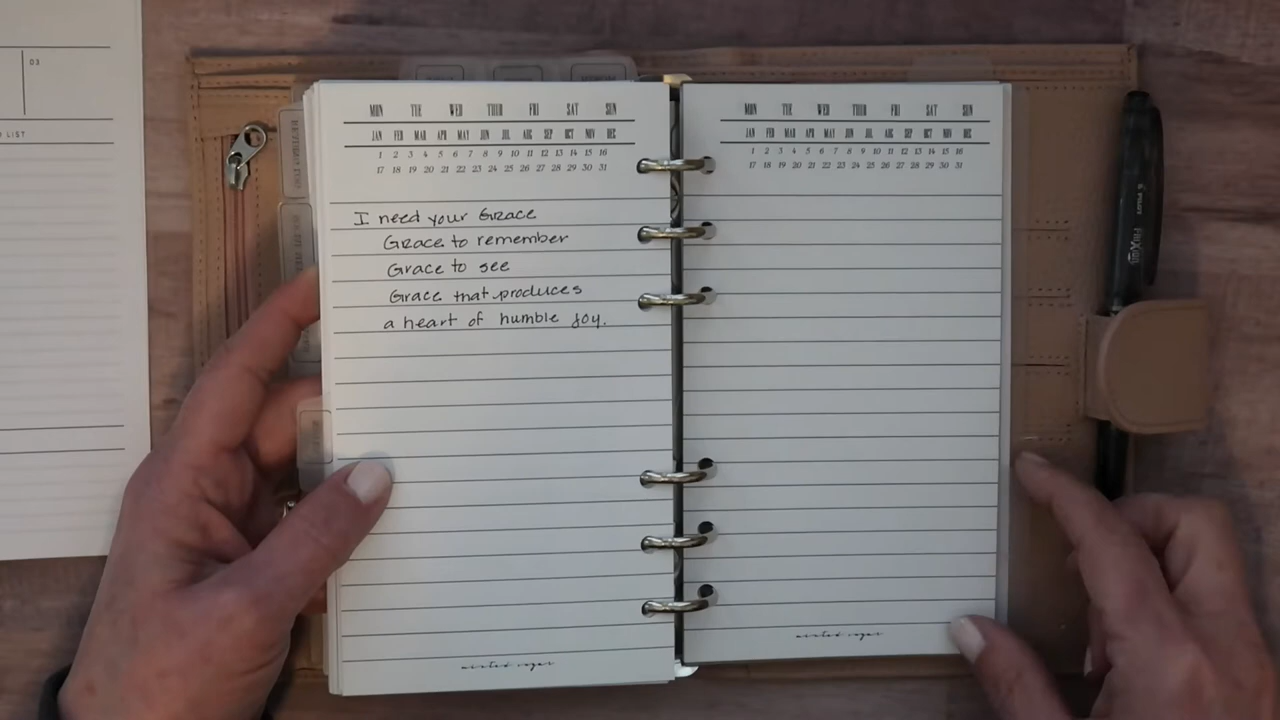 03
LIST
MON TUE WED THUR FRI SAT SUN
JAN FEB MAR APR MAY JUN JUL AUG SEP OCT NOV DEC
1 2 3 4 5 6 7 8 9 10 11 12 13 14 15 16
17 18 19 20 21 22 23 24 25 26 27 28 29 30 31
I need your Grace
Grace to remember
Grace to see
Grace that produces
a heart of humble joy.
MON TUE WED THUR FRI SAT SUN
JAN FEB MAR APR MAY JUN JUL AUG SEP OCT NOV DEC
1 2 3 4 5 6 7 8 9 10 11 12 13 14 15 16
17 18 19 20 21 22 23 24 25 26 27 28 29 30 31
PILOT FRIXION